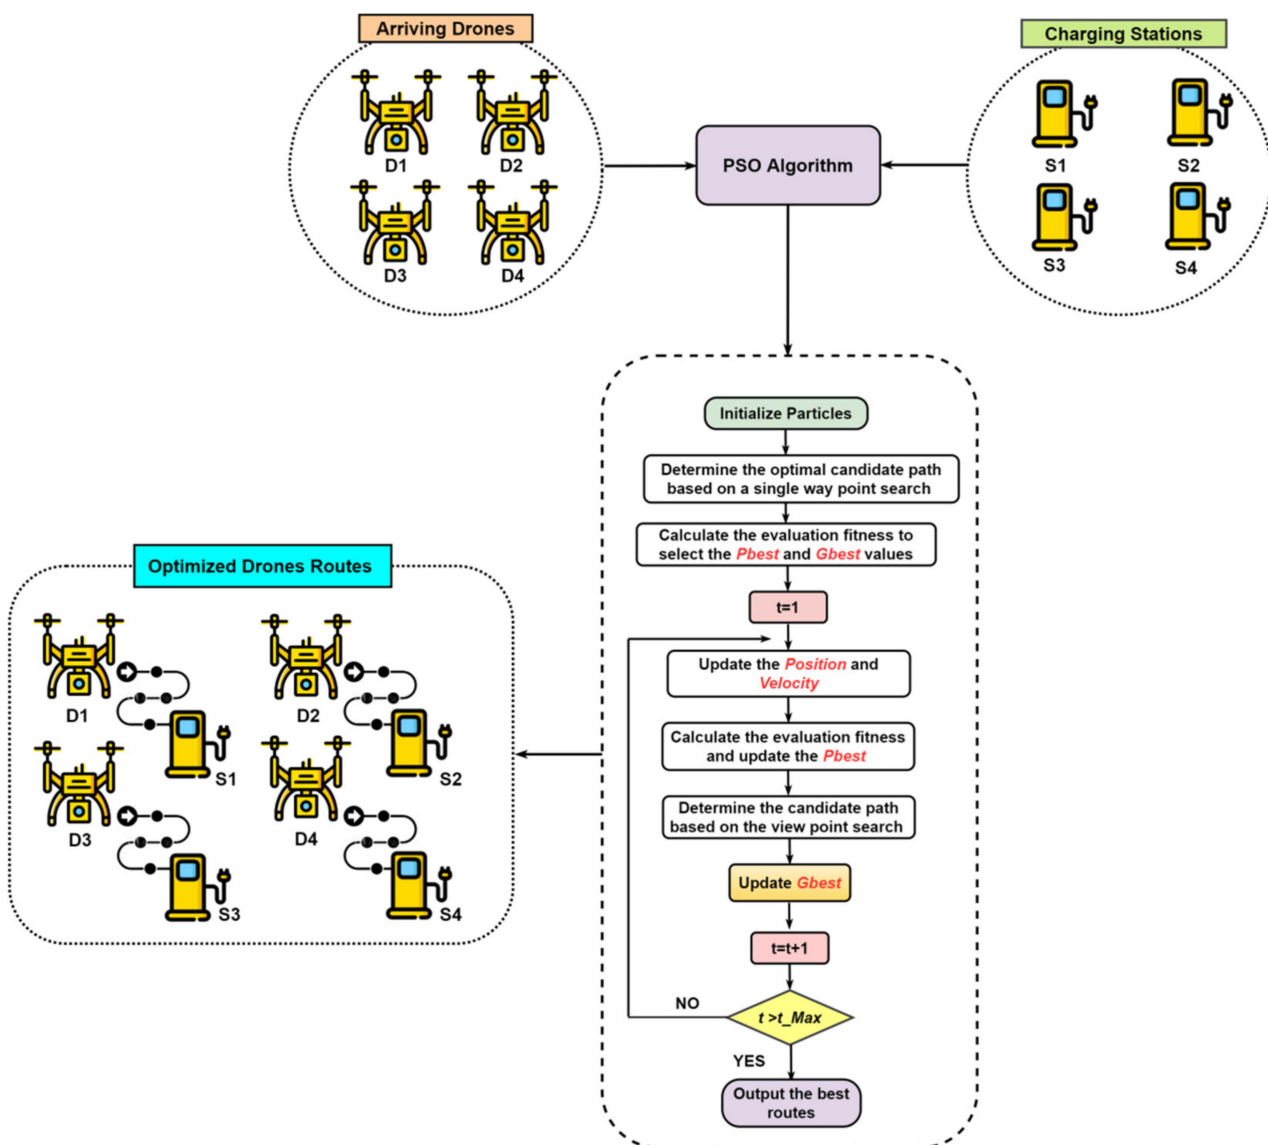 Arriving Drones
Charging Stations
D1
D2
D3
D4
PSO Algorithm
S1
S2
S3
S4
Initialize Particles
Determine the optimal candidate path
based on a single way point search
Calculate the evaluation fitness to
select the Pbest and Gbest values
t=1
Update the Position and
Velocity
Calculate the evaluation fitness
and update the Pbest
Determine the candidate path
based on the view point search
Update Gbest
t=t+1
t >t_Max
NO
YES
Output the best
routes
Optimized Drones Routes
D1
S1
D2
S2
D3
S3
D4
S4